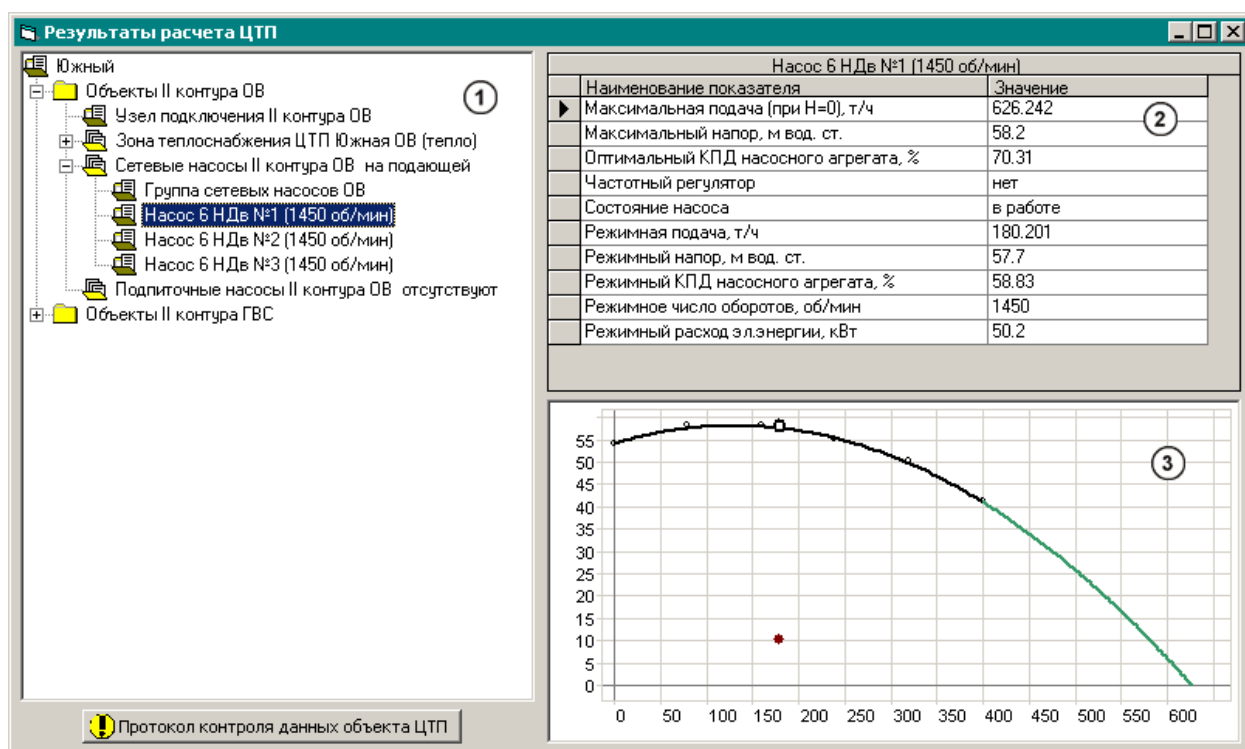 Результаты расчета ЦТП
Южный
Объекты II контура ОВ
1
Узел подключения II контура ОВ
Зона теплоснабжения ЦТП Южная ОВ (тепло)
Сетевые насосы II контура ОВ на подающей
Группа сетевых насосов ОВ
Насос 6 НДв №1 (1450 об/мин)
Насос 6 НДв №2 (1450 об/мин)
Насос 6 НДв №3 (1450 об/мин)
Подпиточные насосы II контура ОВ отсутствуют
Объекты II контура ГВС
Протокол контроля данных объекта ЦТП
Насос 6 НДв №1 (1450 об/мин)
Наименование показателя Значение
Максимальная подача (при H=0), т/ч 626.242
2
Максимальный напор, м вод. ст. 58.2
Оптимальный КПД насосного агрегата, % 70.31
Частотный регулятор нет
Состояние насоса в работе
Режимная подача, т/ч 180.201
Режимный напор, м вод. ст. 57.7
Режимный КПД насосного агрегата, % 58.83
Режимное число оборотов, об/мин 1450
Режимный расход эл.энергии, кВт 50.2
3
55
50
45
40
35
30
25
20
15
10
5
0
0 50 100 150 200 250 300 350 400 450 500 550 600